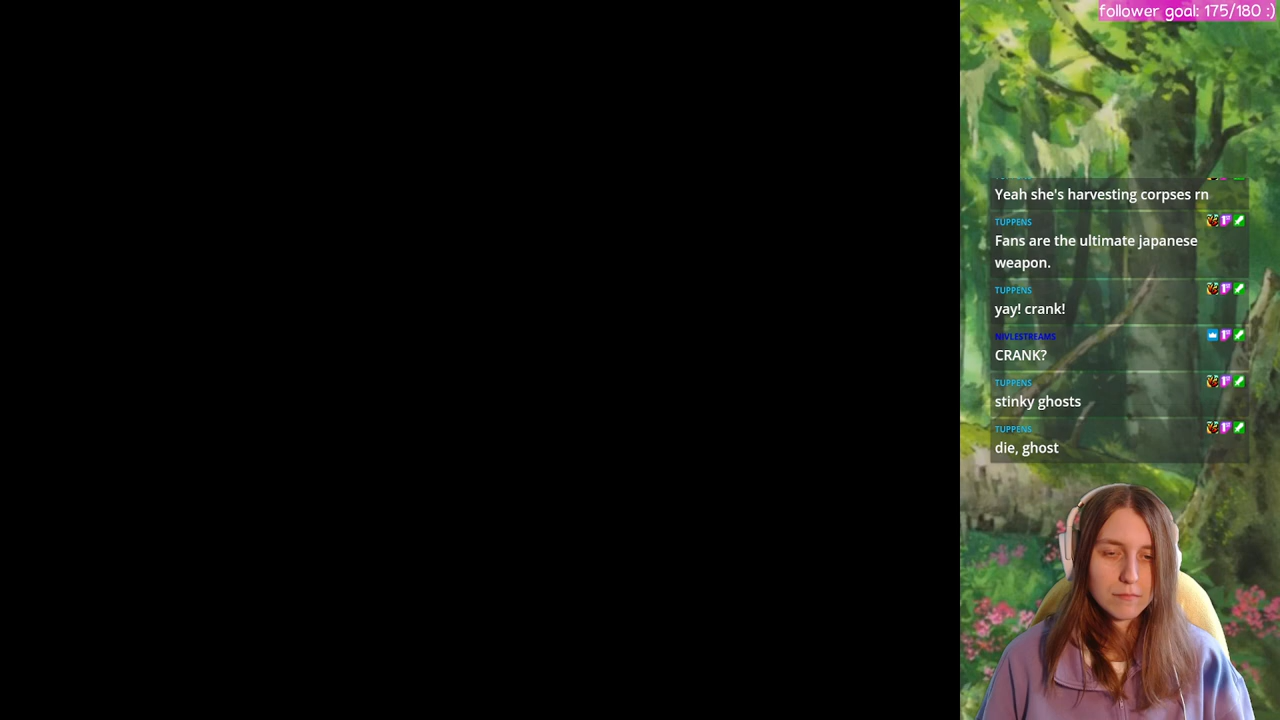 follower goal: 175/180 :)
Yeah she's harvesting corpses rn
TUPPENS
Fans are the ultimate japanese
weapon.
TUPPENS
yay! crank!
NIVLESTREAMS
CRANK?
TUPPENS
stinky ghosts
TUPPENS
die, ghost